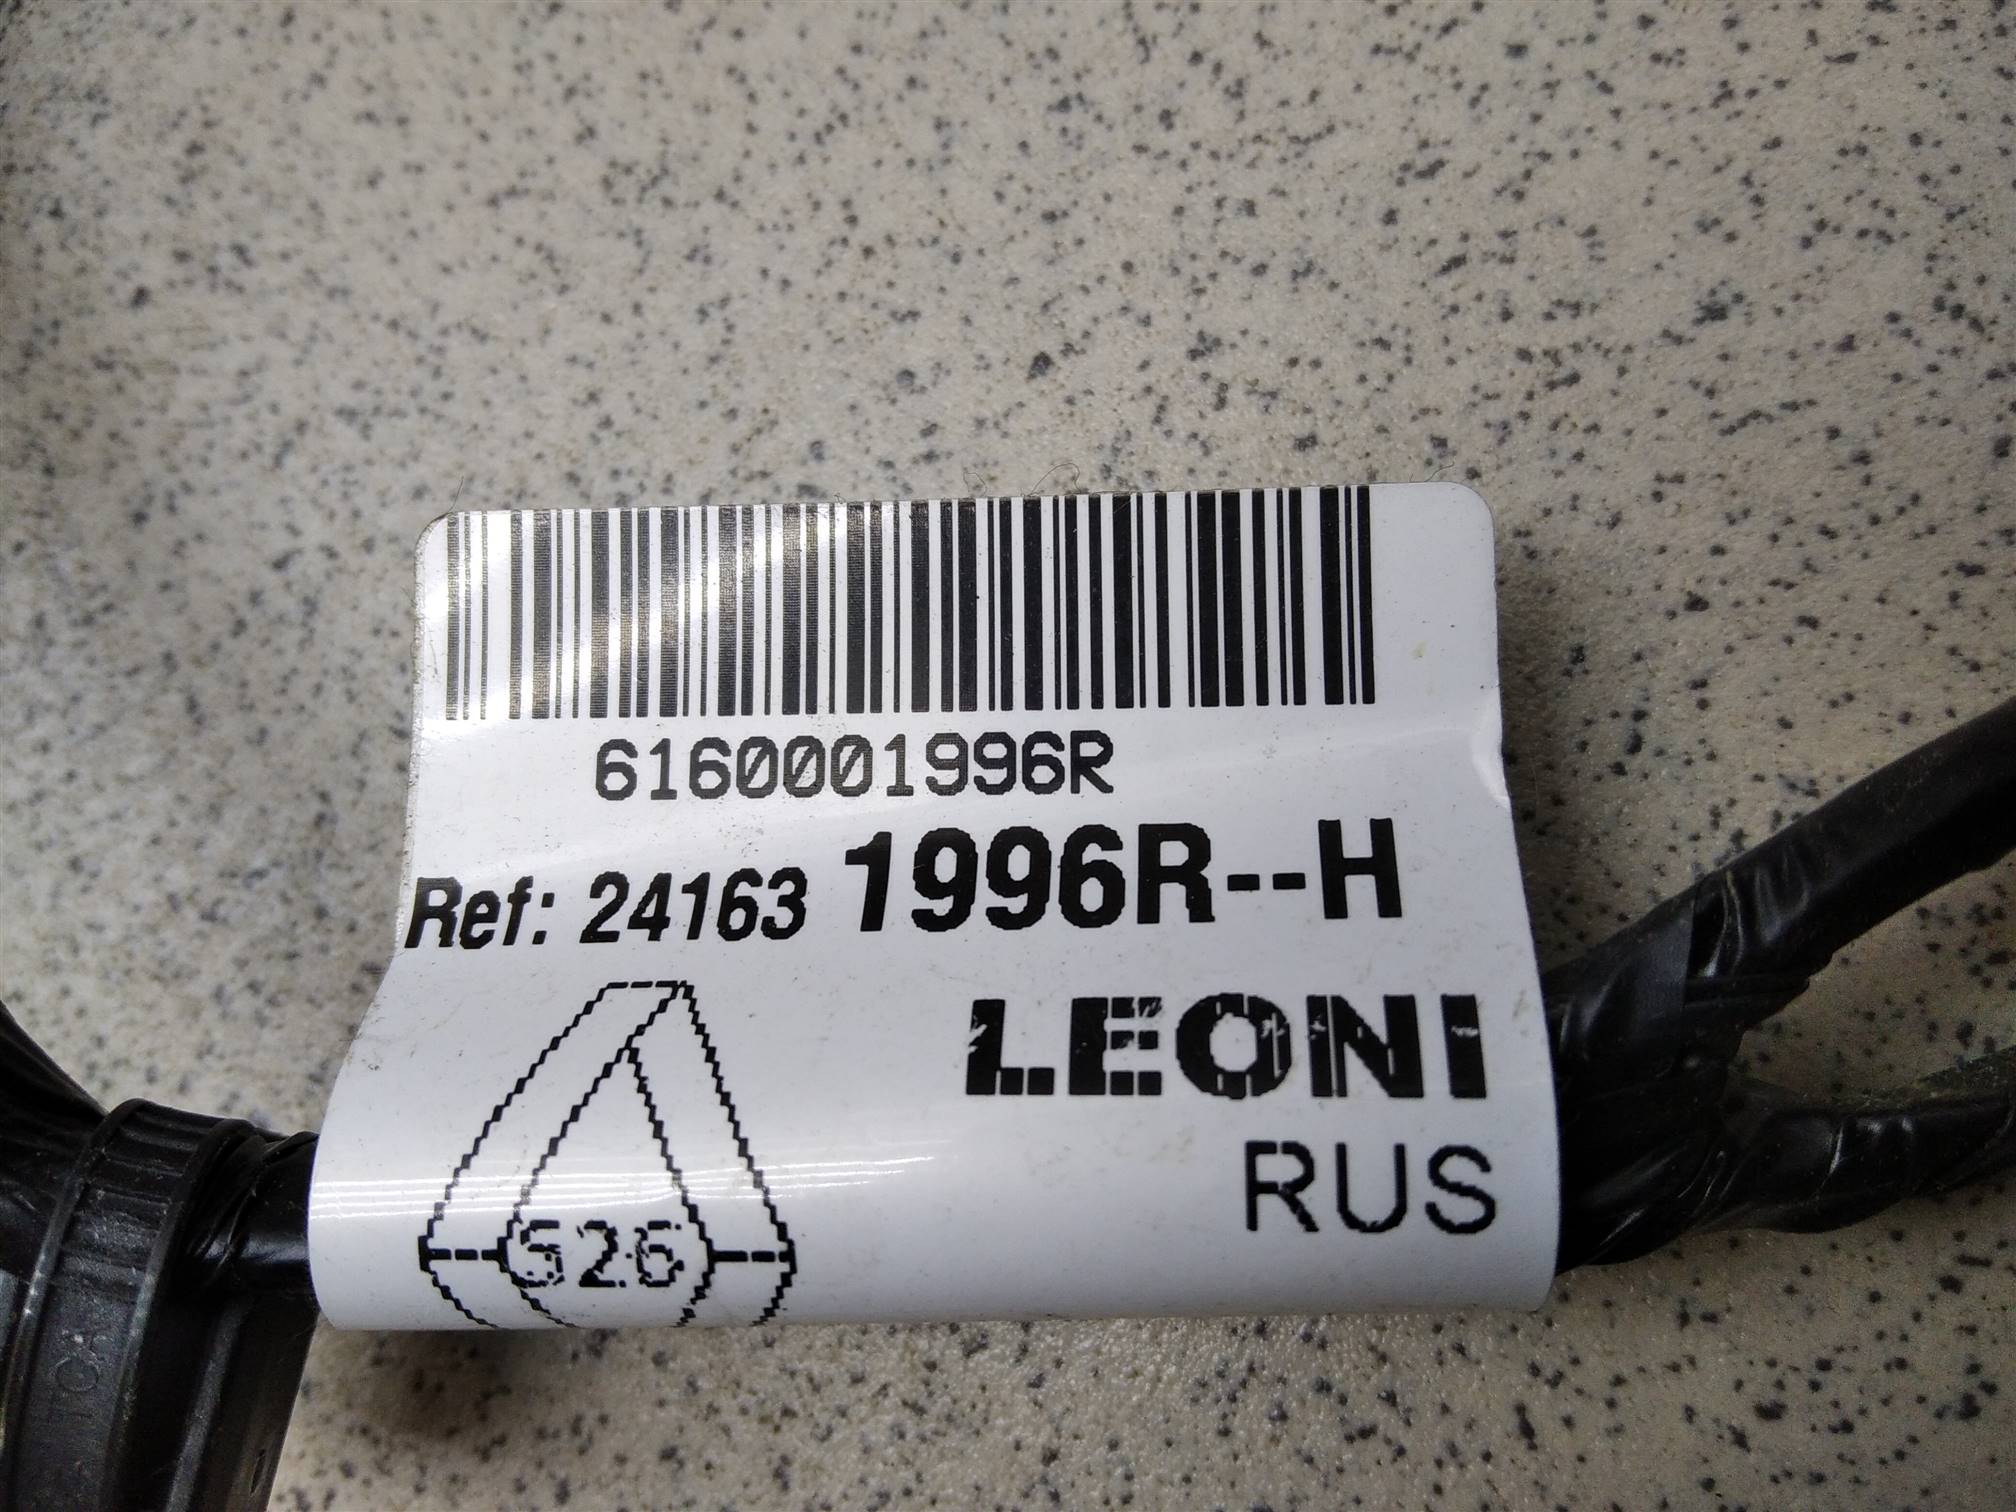 6160001996R
Ref: 24163 1996R--H
LEONI
RUS
S26